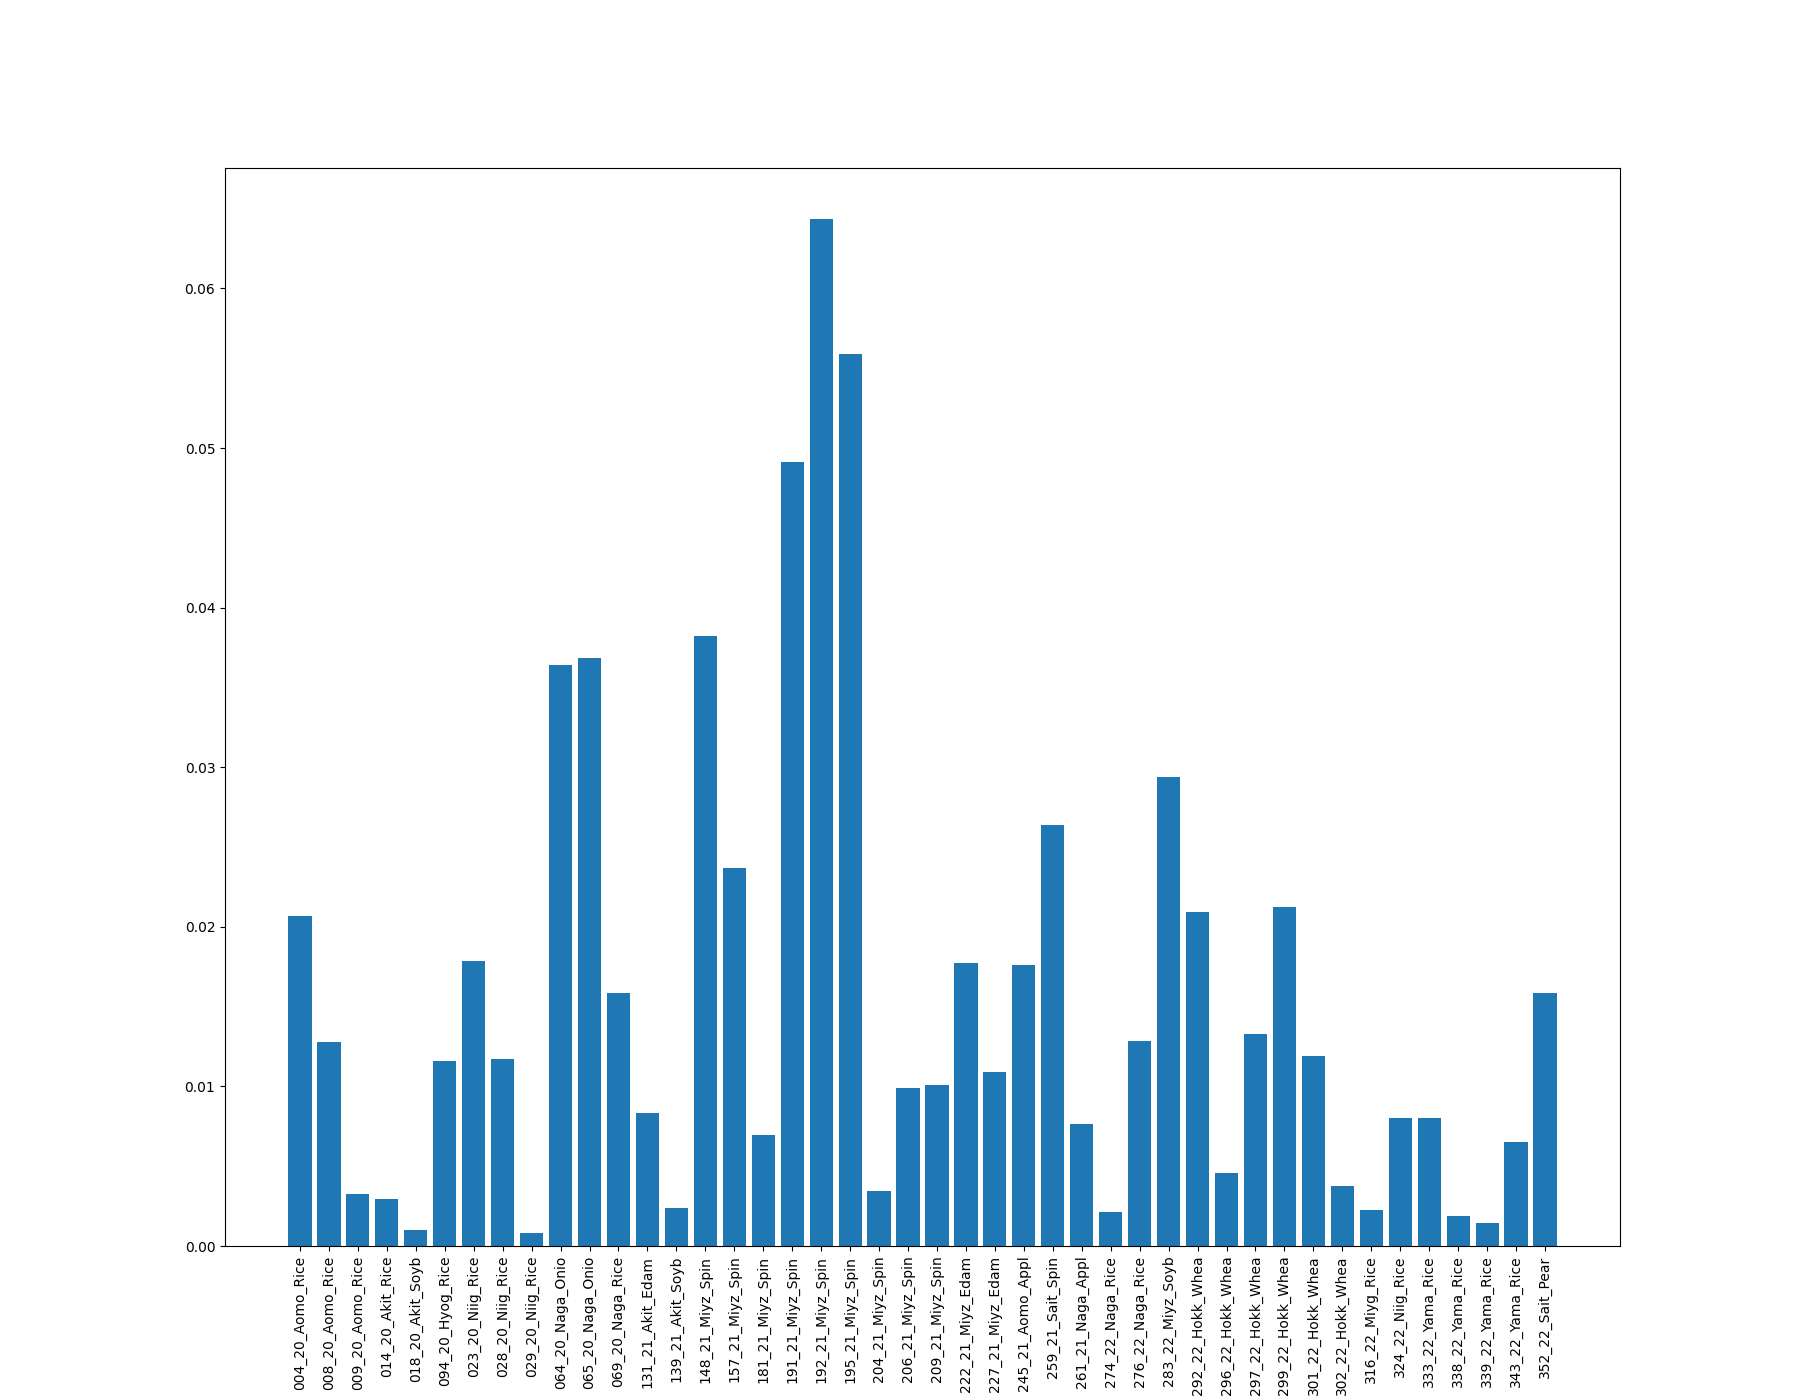 0.06
0.05
0.04
0.03
0.02
0.01
0.00
004_20_Aomo_Rice
008_20_Aomo_Rice
009_20_Aomo_Rice
014_20_Akit_Rice
018_20_Akit_Soyb
094_20_Hyog_Rice
023_20_Niig_Rice
028_20_Niig_Rice
029_20_Niig_Rice
064_20_Naga_Onio
065_20_Naga_Onio
069_20_Naga_Rice
131_21_Akit_Edam
139_21_Akit_Soyb
148_21_Miyz_Spin
157_21_Miyz_Spin
181_21_Miyz_Spin
191_21_Miyz_Spin
192_21_Miyz_Spin
195_21_Miyz_Spin
204_21_Miyz_Spin
206_21_Miyz_Spin
209_21_Miyz_Spin
222_21_Miyz_Edam
227_21_Miyz_Edam
245_21_Aomo_Appl
259_21_Sait_Spin
261_21_Naga_Appl
274_22_Naga_Rice
276_22_Naga_Rice
283_22_Miyz_Soyb
292_22_Hokk_Whea
296_22_Hokk_Whea
297_22_Hokk_Whea
299_22_Hokk_Whea
301_22_Hokk_Whea
302_22_Hokk_Whea
316_22_Miyg_Rice
324_22_Niig_Rice
333_22_Yama_Rice
338_22_Yama_Rice
339_22_Yama_Rice
343_22_Yama_Rice
352_22_Sait_Pear